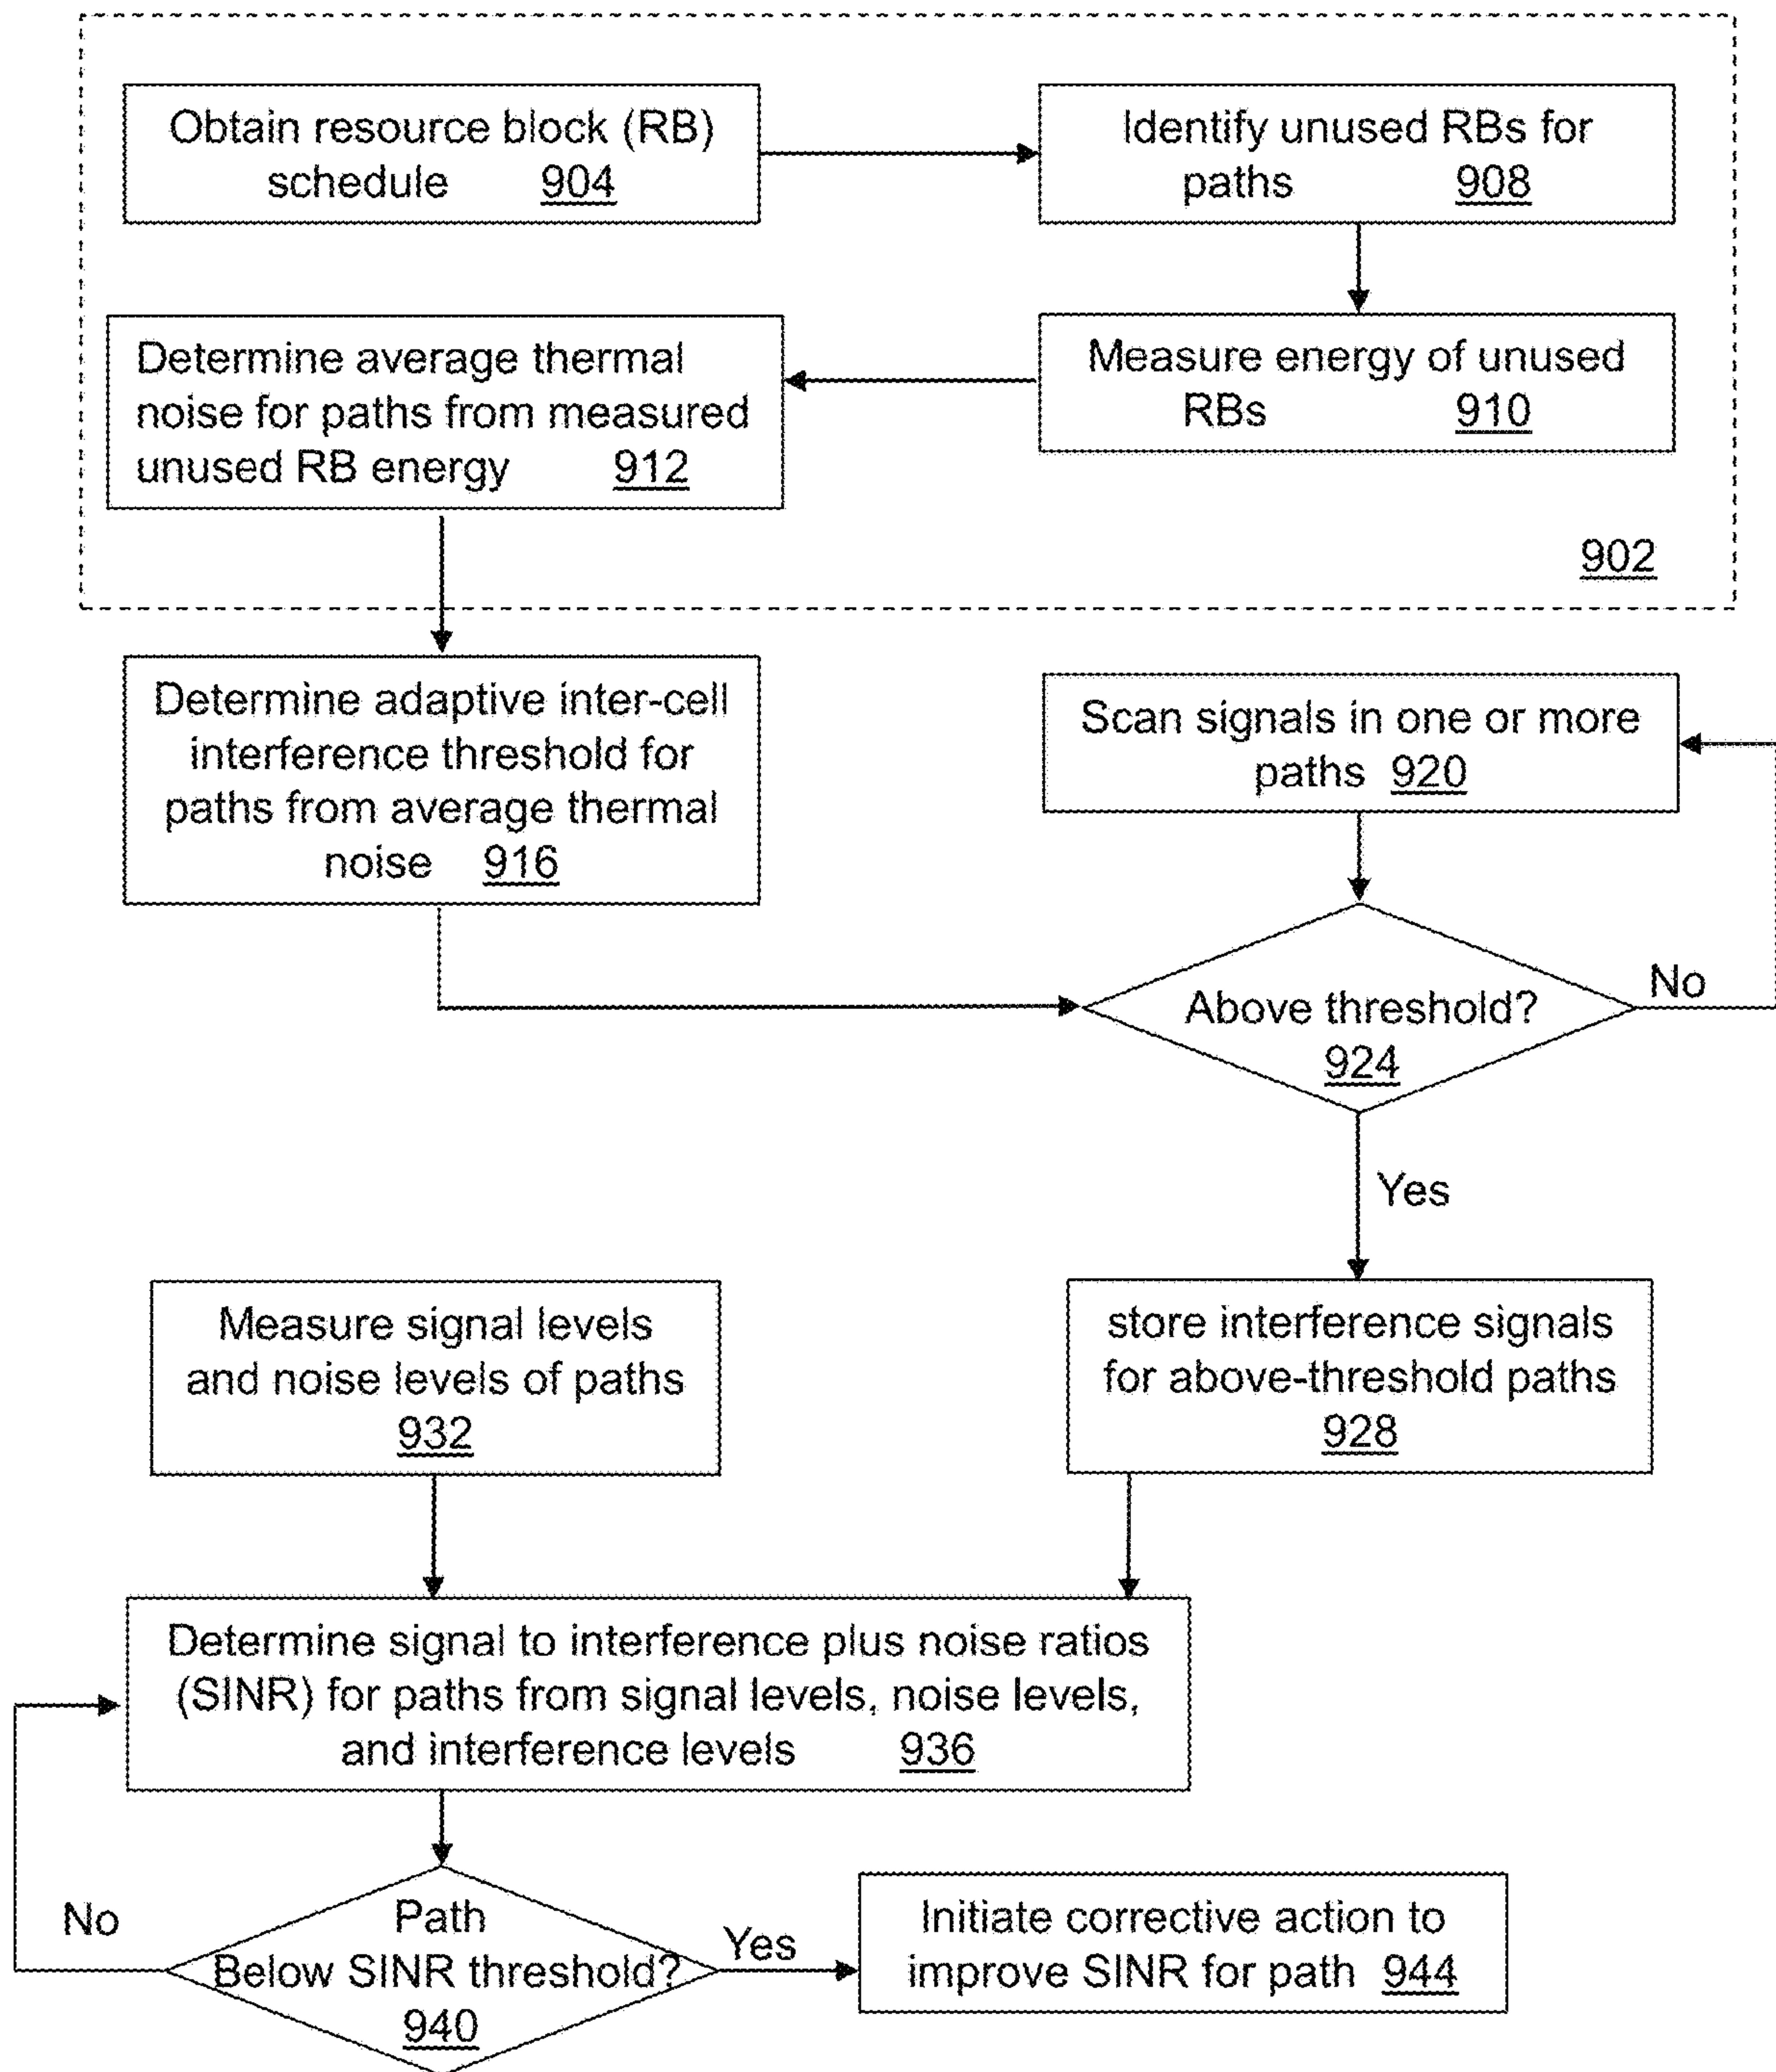 Obtain resource block (RB)
schedule 904
Identify unused RBs for
paths 908
Measure energy of unused
RBs 910
Determine average thermal
noise for paths from measured
unused RB energy 912
902
Determine adaptive inter-cell
interference threshold for
paths from average thermal
noise 916
Scan signals in one or more
paths 920
Above threshold?
924
No
Yes
store interference signals
for above-threshold paths
928
Measure signal levels
and noise levels of paths
932
Determine signal to interference plus noise ratios
(SINR) for paths from signal levels, noise levels,
and interference levels 936
Path
Below SINR threshold?
940
No
Yes
Initiate corrective action to
improve SINR for path 944